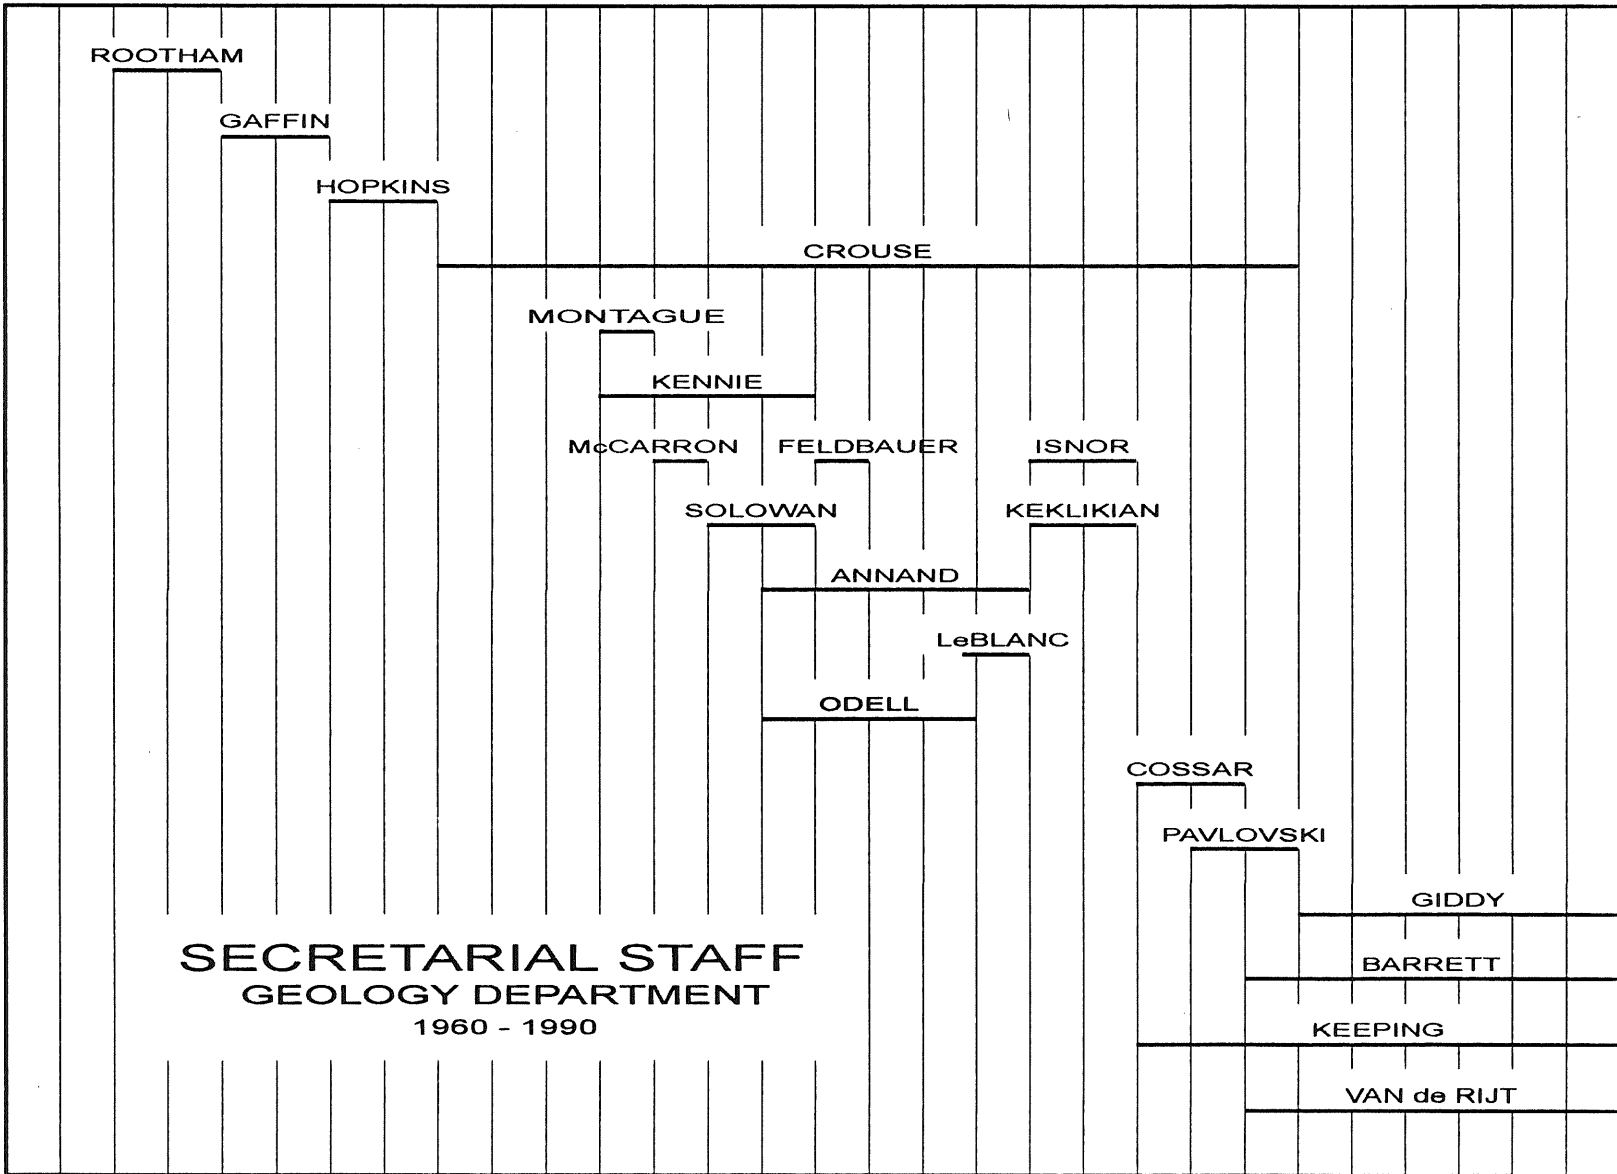 ROOTHAM
GAFFIN
HOPKINS
CROUSE
MONTAGUE
KENNIE
McCARRON FELDBAUER ISNOR
SOLOWAN KEKLIKIAN
ANNAND
LeBLANC
ODELL
COSSAR
PAVLOVSKI
GIDDY
SECRETARIAL STAFF
BARRETT
GEOLOGY DEPARTMENT
1960 - 1990
KEEPING
VAN de RIJT